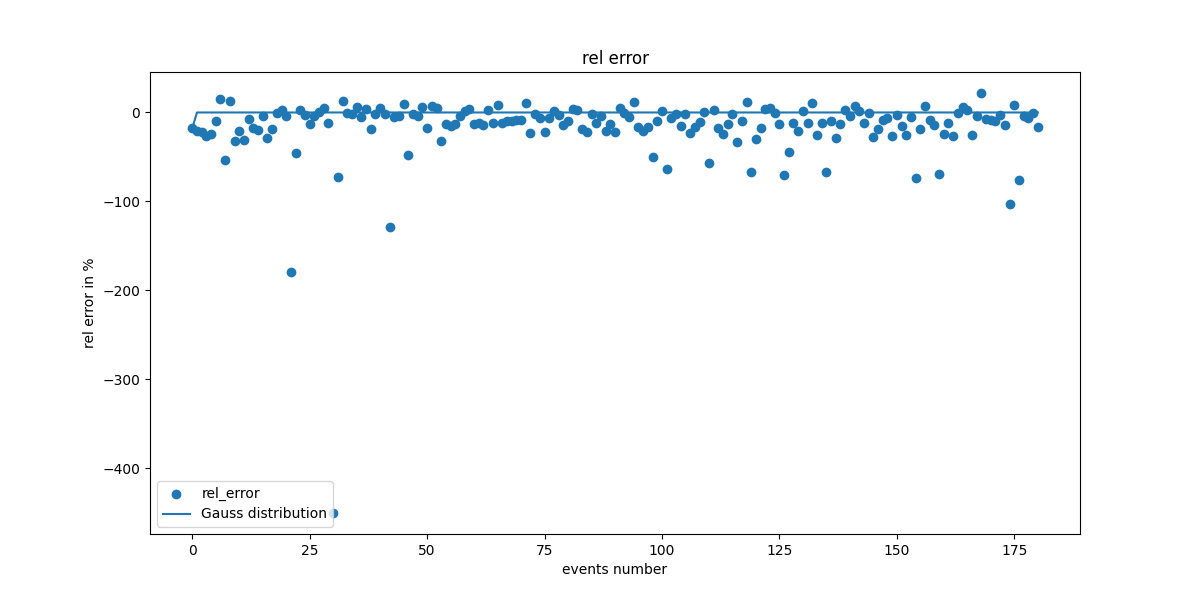 rel error
rel error in %
0
−100
−200
−300
−400
rel_error
Gauss distribution
0
25
50
75
100
125
150
175
events number